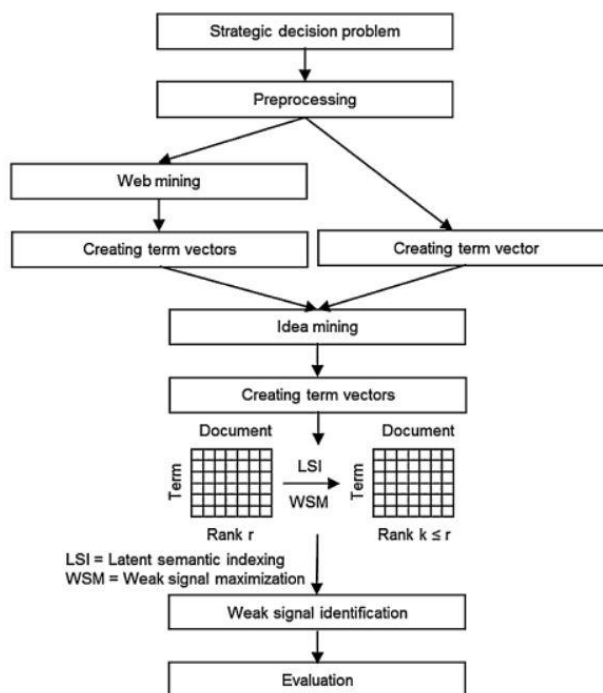 Strategic decision problem
Preprocessing
Web mining
Creating term vectors
Creating term vector
Idea mining
Creating term vectors
Document
Document
Term
LSI
WSM
Term
Rank r
Rank k ≤ r
LSI = Latent semantic indexing
WSM = Weak signal maximization
Weak signal identification
Evaluation